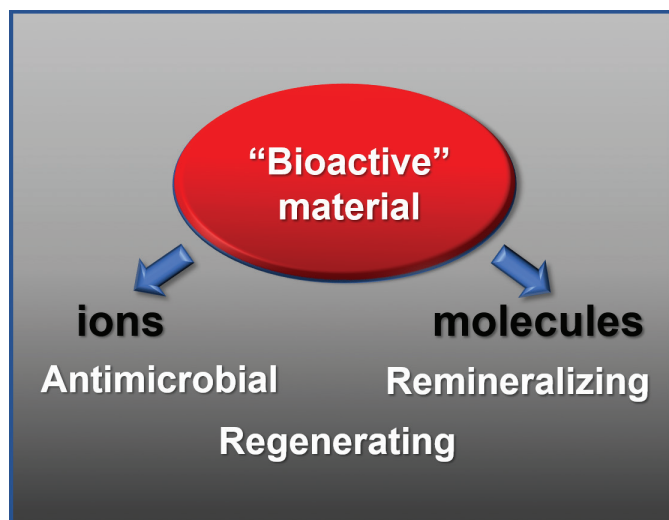 “Bioactive”
material
ions
molecules
Antimicrobial
Remineralizing
Regenerating